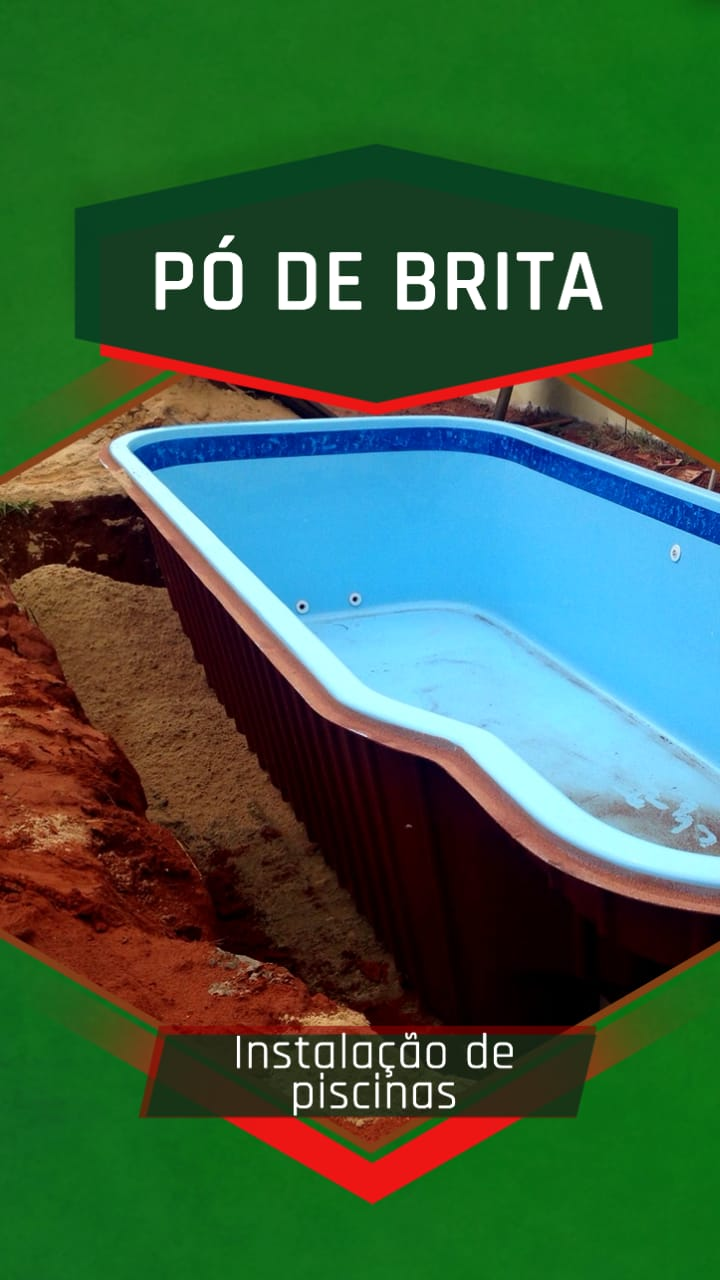 PÓ DE BRITA
Instalação de
piscinas